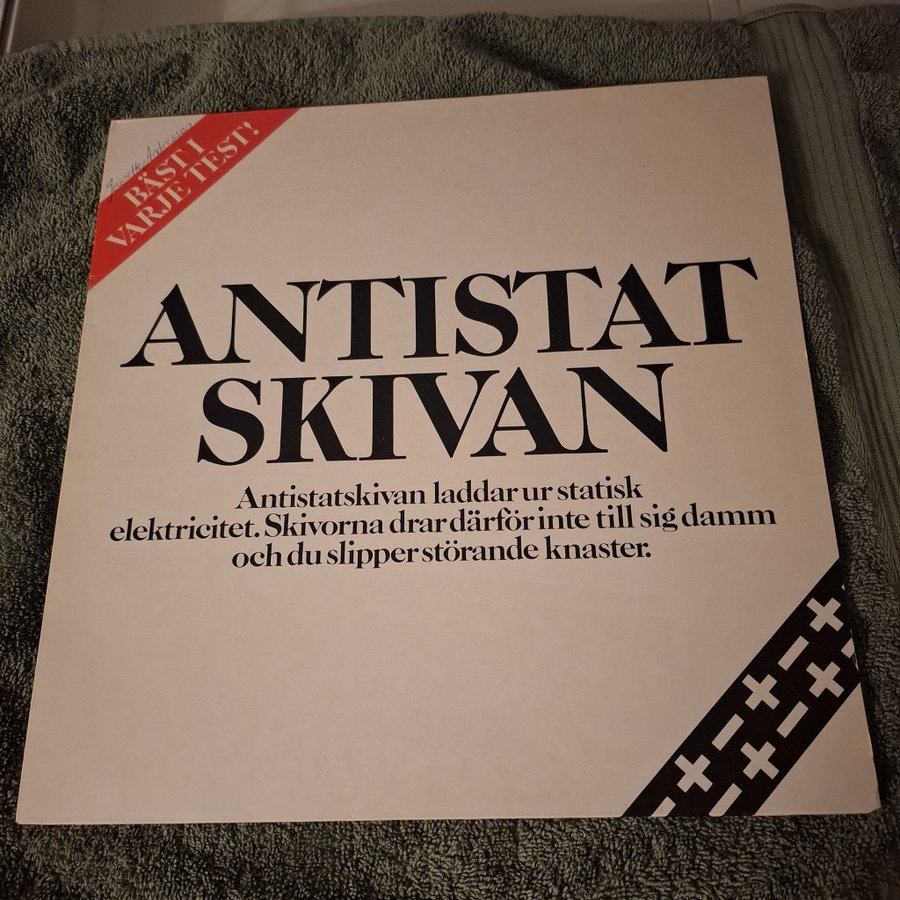 Andersson
BÄST I
VARJE TEST!
ANTISTAT
SKIVAN
Antistatskivan laddar ur statisk
elektricitet. Skivorna drar därför inte till sig damm
och du slipper störande knaster.